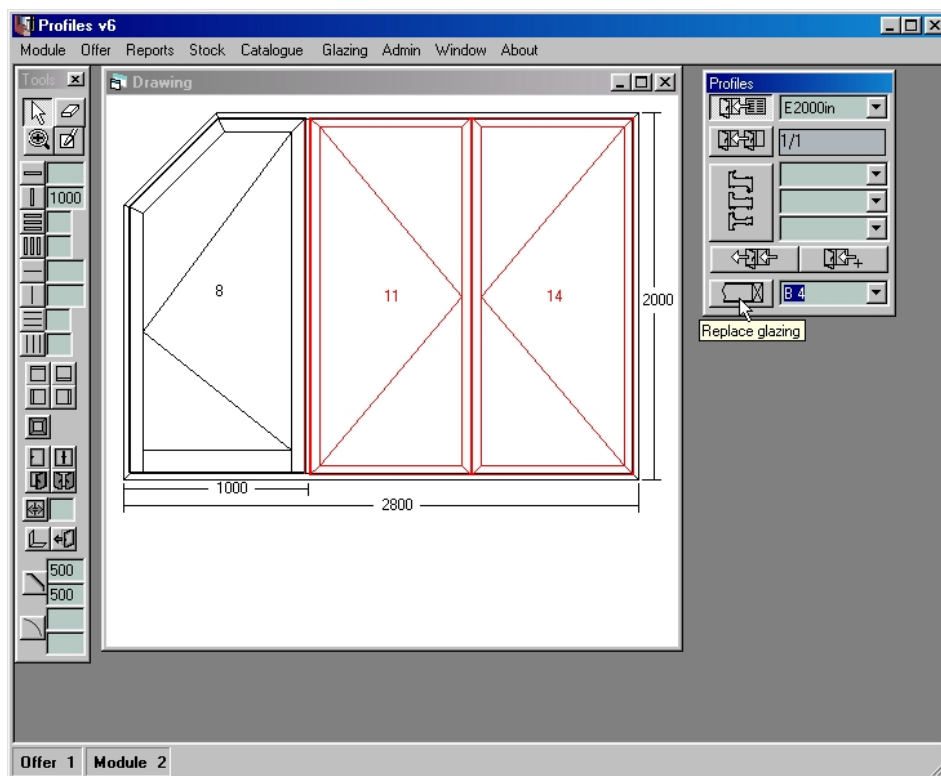 Profiles v6
Module Offer Reports Stock Catalogue Glazing Admin Window About
Tools
Drawing
Profiles
E2000in
1/1
1000
8
11
14
2000
B 4
Replace glazing
1000
2800
500
500
Offer 1 Module 2